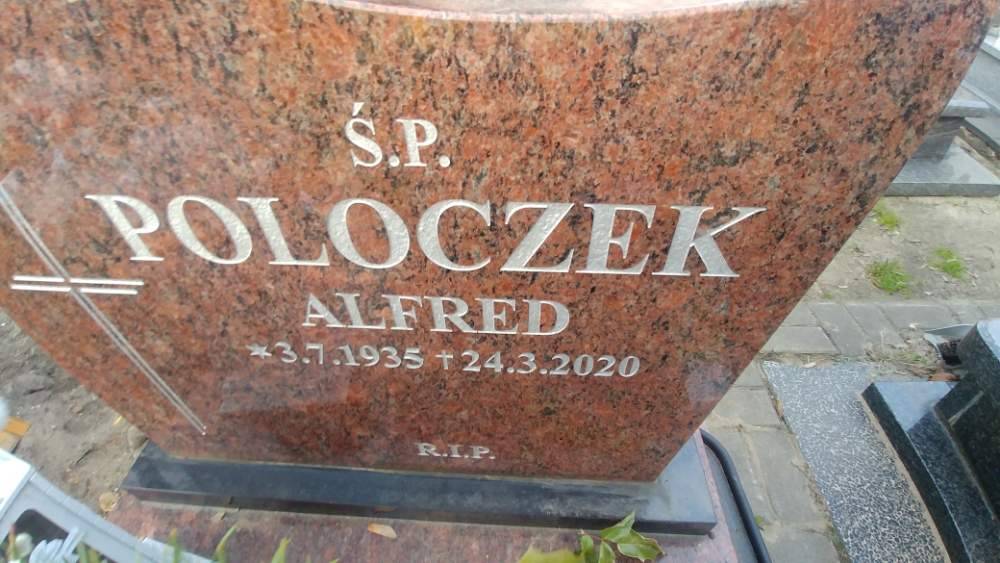 Ś.P.
POLOCZEK
ALFRED
*3.7.1935 †24.3.2020
R.I.P.